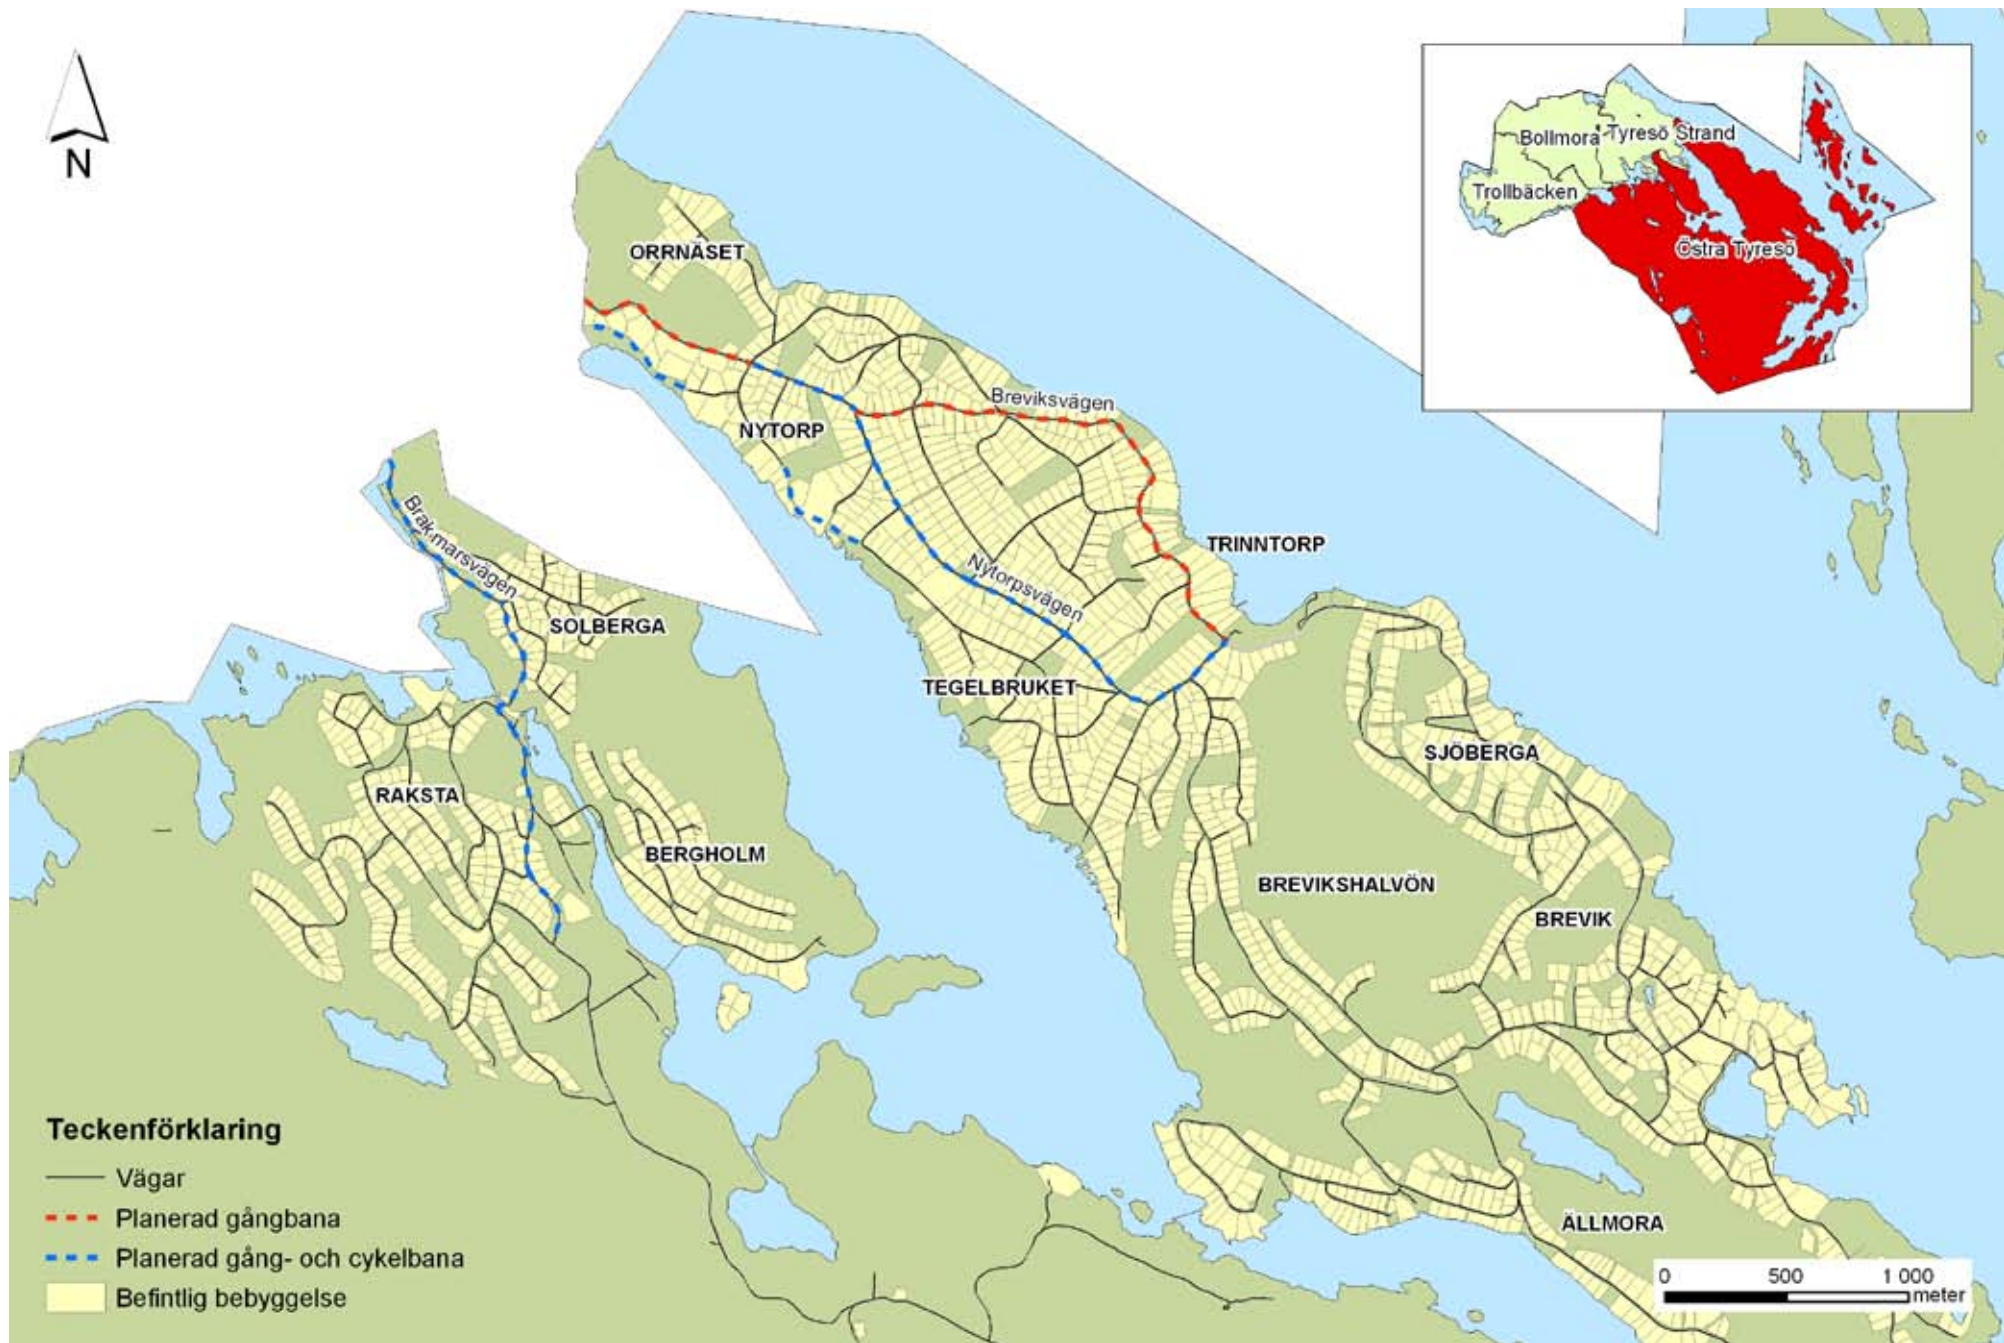 N
Bollmora
Tyresö Strand
Trollbäcken
Östra Tyresö
ORRNÄSET
Breviksvägen
NYTORP
Brakmarsvägen
TRINNTORP
Nytorpsvägen
SOLBERGA
TEGELBRUKET
SJÖBERGA
RAKSTA
BERGHOLM
BREVIKSHALVÖN
BREVIK
ÄLLMORA
Teckenförklaring
Vägar
Planerad gångbana
Planerad gång- och cykelbana
Befintlig bebyggelse
0 500 1 000
meter